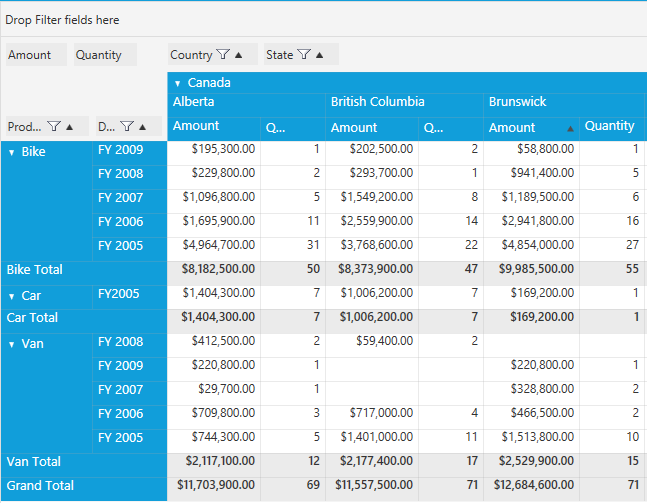 Drop Filter fields here
Amount Quantity Country State
Canada
Alberta British Columbia Brunswick
Prod... D... Amount Q... Amount Q... Amount Quantity
Bike FY 2009 $195,300.00 1 $202,500.00 2 $58,800.00 1
FY 2008 $229,800.00 2 $293,700.00 1 $941,400.00 5
FY 2007 $1,096,800.00 5 $1,549,200.00 8 $1,189,500.00 6
FY 2006 $1,695,900.00 11 $2,559,900.00 14 $2,941,800.00 16
FY 2005 $4,964,700.00 31 $3,768,600.00 22 $4,854,000.00 27
Bike Total $8,182,500.00 50 $8,373,900.00 47 $9,985,500.00 55
Car FY2005 $1,404,300.00 7 $1,006,200.00 7 $169,200.00 1
Car Total $1,404,300.00 7 $1,006,200.00 7 $169,200.00 1
Van FY 2008 $412,500.00 2 $59,400.00 2
FY 2009 $220,800.00 1 $220,800.00 1
FY 2007 $29,700.00 1 $328,800.00 2
FY 2006 $709,800.00 3 $717,000.00 4 $466,500.00 2
FY 2005 $744,300.00 5 $1,401,000.00 11 $1,513,800.00 10
Van Total $2,117,100.00 12 $2,177,400.00 17 $2,529,900.00 15
Grand Total $11,703,900.00 69 $11,557,500.00 71 $12,684,600.00 71